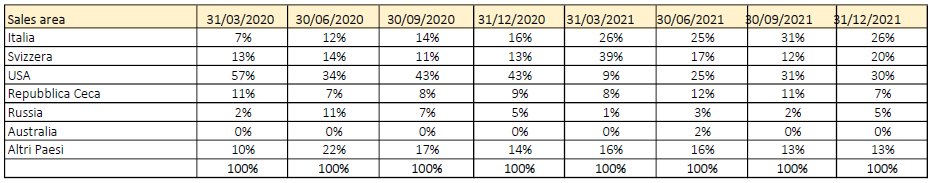 Sales area 31/03/2020 30/06/2020 30/09/2020 31/12/2020 31/03/2021 30/06/2021 30/09/2021 31/12/2021
Italia 7% 12% 14% 16% 26% 25% 31% 26%
Svizzera 13% 14% 11% 13% 39% 17% 12% 20%
USA 57% 34% 43% 43% 9% 25% 31% 30%
Repubblica Ceca 11% 7% 8% 9% 8% 12% 11% 7%
Russia 2% 11% 7% 5% 1% 3% 2% 5%
Australia 0% 0% 0% 0% 0% 2% 0% 0%
Altri Paesi 10% 22% 17% 14% 16% 16% 13% 13%
100% 100% 100% 100% 100% 100% 100% 100%